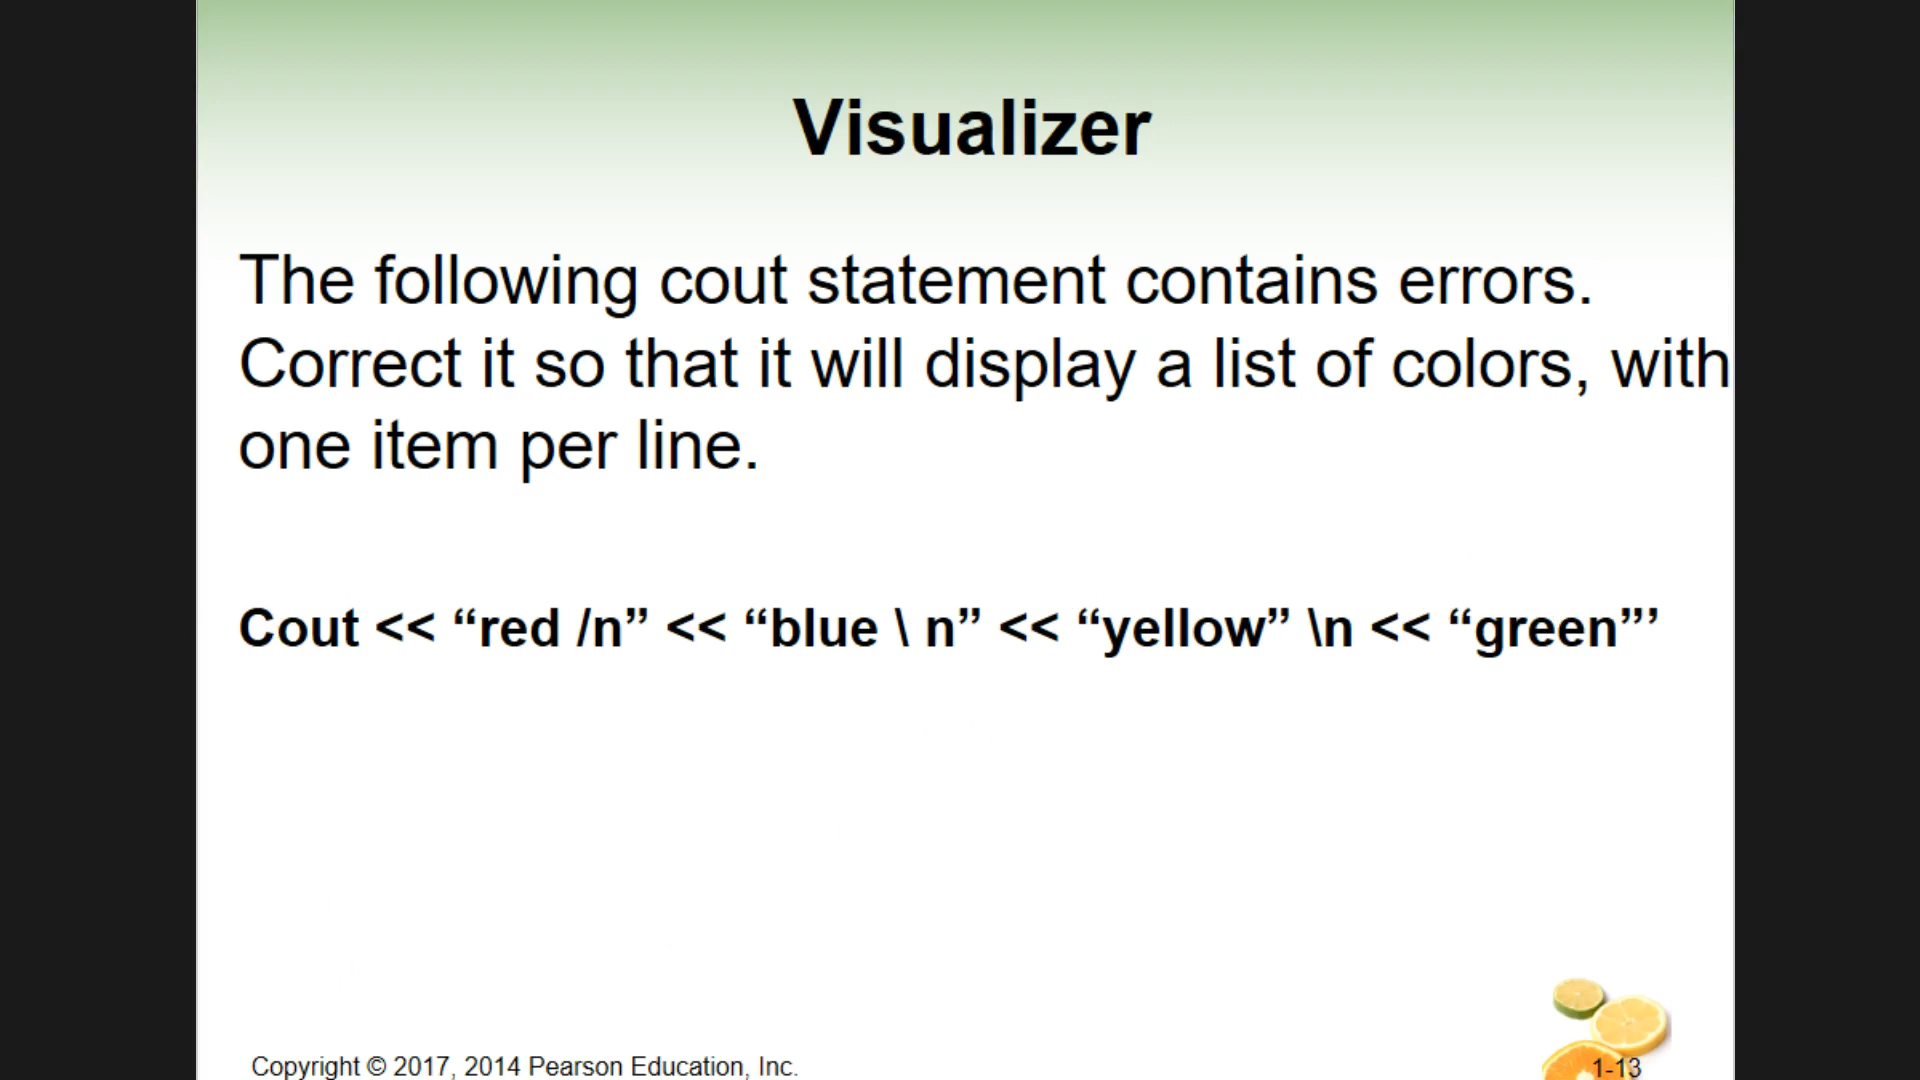 Visualizer
The following cout statement contains errors.
Correct it so that it will display a list of colors, with
one item per line.
Cout << “red /n” << “blue \ n” << “yellow” \n << “green”’
Copyright © 2017, 2014 Pearson Education, Inc.
1-13